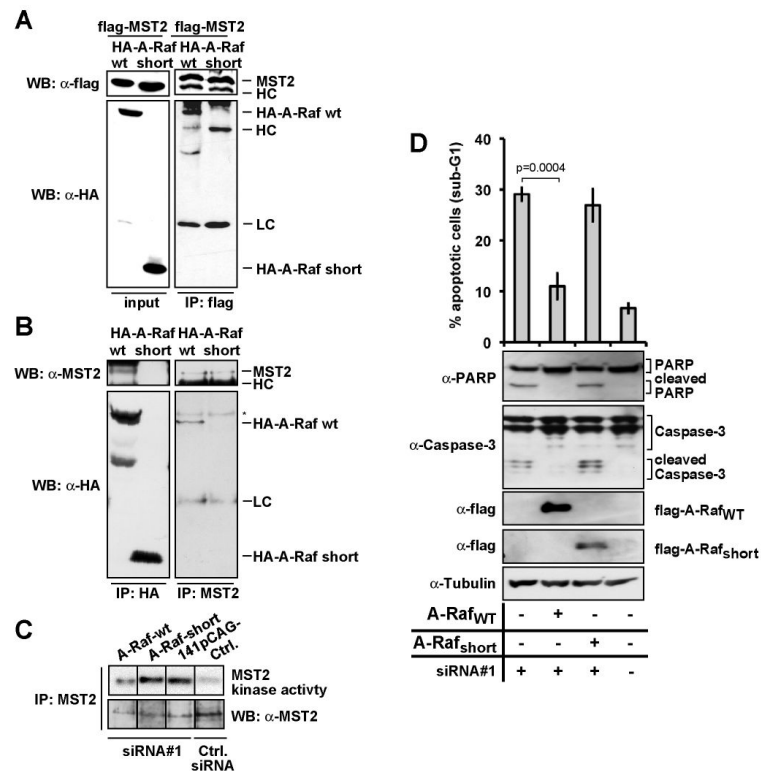 A
flag-MST2 flag-MST2
HA-A-Raf HA-A-Raf
wt short wt short
WB: α-flag
MST2
HC
HA-A-Raf wt
HC
WB: α-HA
LC
HA-A-Raf short
input IP: flag
B
HA-A-Raf HA-A-Raf
wt short wt short
WB: α-MST2
MST2
HC
*
HA-A-Raf wt
WB: α-HA
LC
HA-A-Raf short
IP: HA IP: MST2
C
A-Raf-wt
A-Raf-short
141pCAG-
Ctrl.
IP: MST2
MST2
kinase activty
WB: α-MST2
siRNA#1 Ctrl.
siRNA
D
% apoptotic cells (sub-G1)
40
30
20
10
0
p=0.0004
α-PARP
PARP
cleaved
PARP
α-Caspase-3
Caspase-3
cleaved
Caspase-3
α-flag flag-A-RafWT
α-flag flag-A-Rafshort
α-Tubulin
A-RafWT - + - -
A-Rafshort - - + -
siRNA#1 + + + -